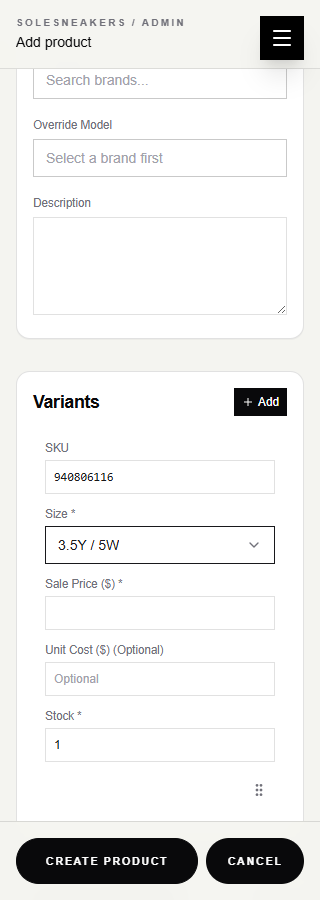 SOLESNEAKERS / ADMIN
Add product
Search brands...
Override Model
Select a brand first
Description
Variants
+ Add
SKU
940806116
Size *
3.5Y / 5W
Sale Price ($) *
Unit Cost ($) (Optional)
Optional
Stock *
1
CREATE PRODUCT
CANCEL